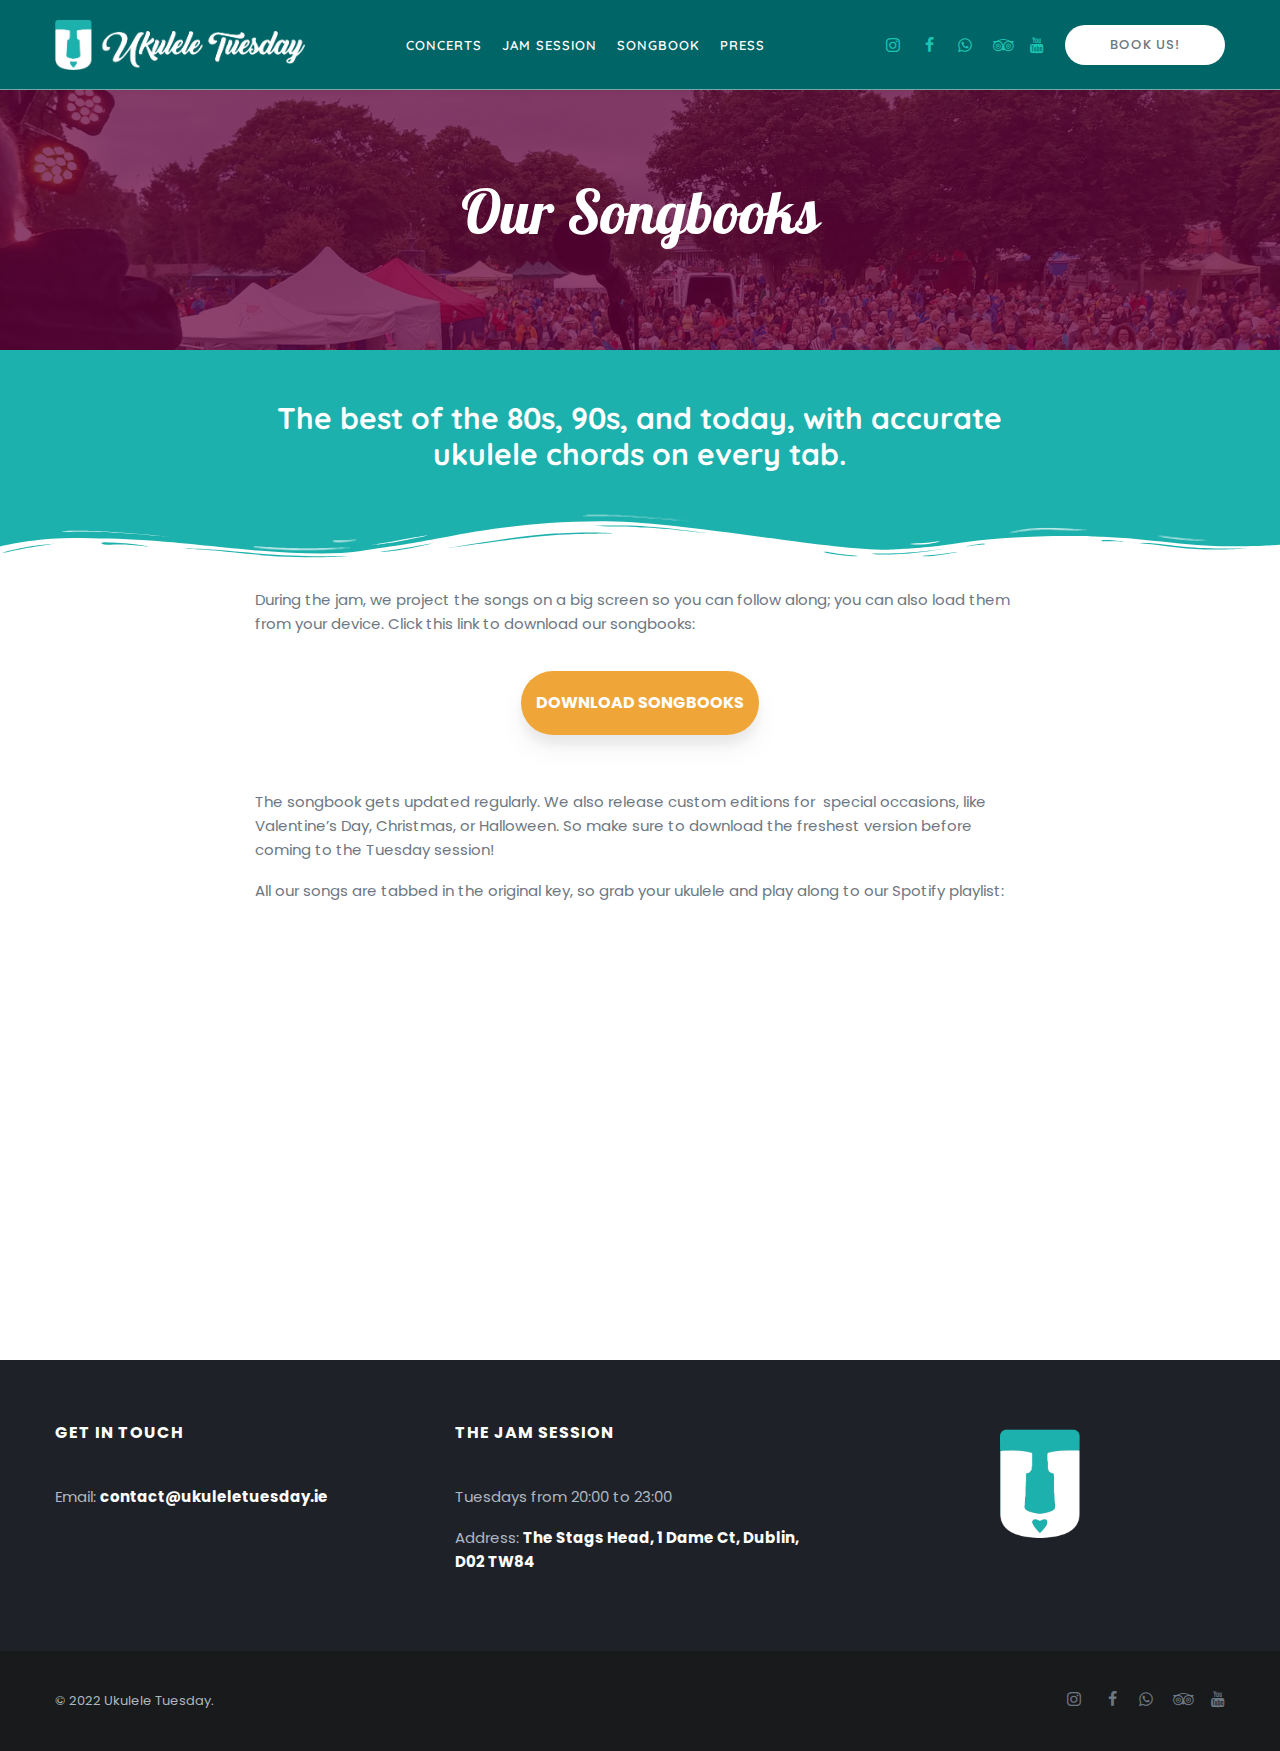 Ukulele Tuesday
CONCERTS JAM SESSION SONGBOOK PRESS
BOOK US!
Our Songbooks
The best of the 80s, 90s, and today, with accurate
ukulele chords on every tab.
During the jam, we project the songs on a big screen so you can follow along; you can also load them
from your device. Click this link to download our songbooks:
DOWNLOAD SONGBOOKS
The songbook gets updated regularly. We also release custom editions for  special occasions, like
Valentine’s Day, Christmas, or Halloween. So make sure to download the freshest version before
coming to the Tuesday session!
All our songs are tabbed in the original key, so grab your ukulele and play along to our Spotify playlist:
GET IN TOUCH
Email: contact@ukuleletuesday.ie
THE JAM SESSION
Tuesdays from 20:00 to 23:00
Address: The Stags Head, 1 Dame Ct, Dublin,
D02 TW84
© 2022 Ukulele Tuesday.